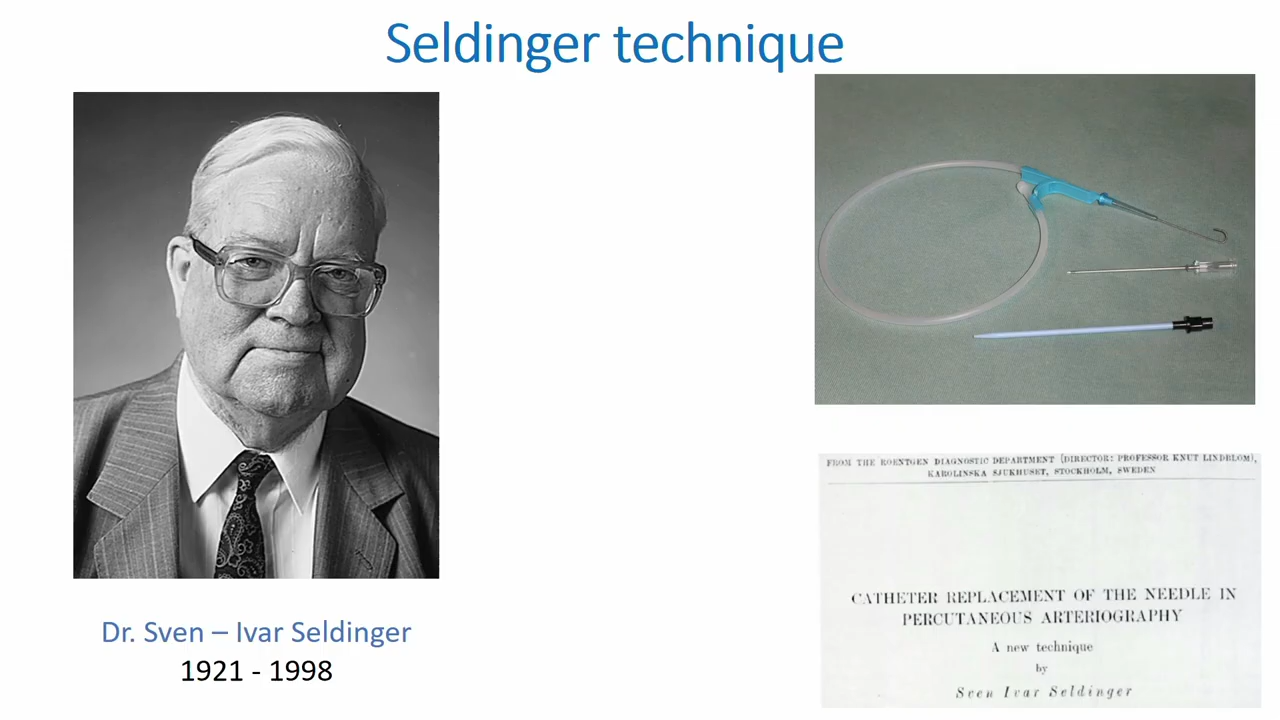 Seldinger technique
Dr. Sven – Ivar Seldinger
1921 - 1998
FROM THE ROENTGEN DIAGNOSTIC DEPARTMENT (DIRECTOR: PROFESSOR KNUT LINDBLOM),
KAROLINSKA SJUKHUSET, STOCKHOLM, SWEDEN
CATHETER REPLACEMENT OF THE NEEDLE IN
PERCUTANEOUS ARTERIOGRAPHY
A new technique
by
Sven Ivar Seldinger